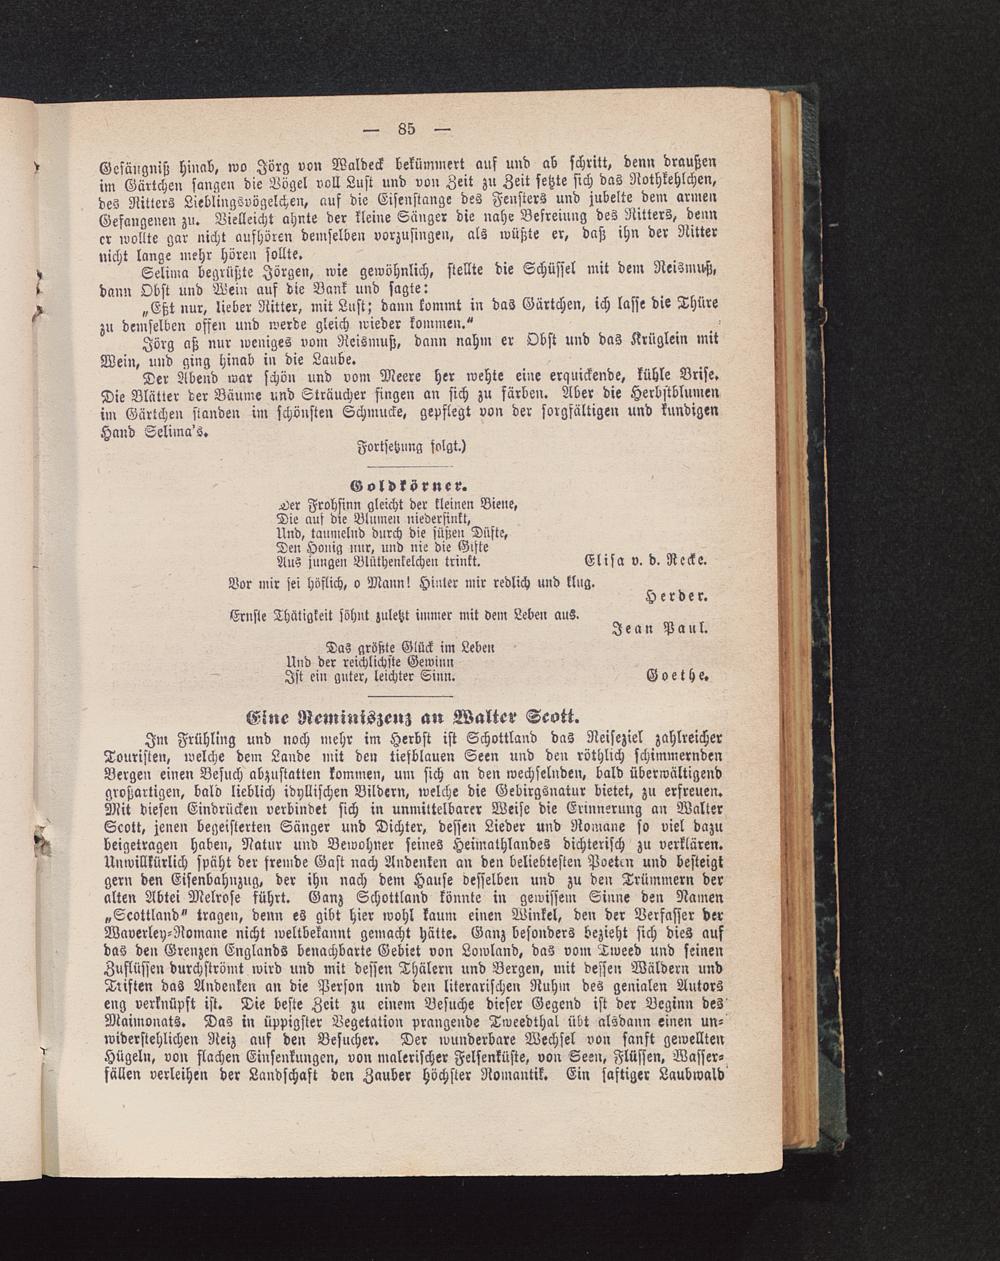 — 85 —
Gefängniß hinab, wo Jörg von Waldeck bekümmert auf und ab schritt, denn draußen
im Gärtchen sangen die Vögel voll Lust und von Zeit zu Zeit setzte sich das Rothkehlchen,
des Ritters Lieblingsvögelchen, auf die Eisenstange des Fensters und jubelte dem armen
Gefangenen zu. Vielleicht ahnte der kleine Sänger die nahe Befreiung des Ritters, denn
er wollte gar nicht aufhören demselben vorzusingen, als wüßte er, daß ihn der Ritter
nicht lange mehr hören sollte.
Selima begrüßte Jörgen, wie gewöhnlich, stellte die Schüssel mit dem Reismuß,
dann Obst und Wein auf die Bank und sagte:
„Eßt nur, lieber Ritter, mit Lust; dann kommt in das Gärtchen, ich lasse die Thüre
zu demselben offen und werde gleich wieder kommen.“
Jörg aß nur weniges vom Reismuß, dann nahm er Obst und das Krüglein mit
Wein, und ging hinab in die Laube.
Der Abend war schön und vom Meere her wehte eine erquickende, kühle Brise.
Die Blätter der Bäume und Sträucher fingen an sich zu färben. Aber die Herbstblumen
im Gärtchen standen im schönsten Schmucke, gepflegt von der sorgfältigen und kundigen
Hand Selima's.
Fortsetzung folgt.)
Goldkörner.
Der Frohsinn gleicht der kleinen Biene,
Die auf die Blumen niedersinkt,
Und, taumelnd durch die süßen Düfte,
Den Honig nur, und nie die Gifte
Aus jungen Blüthenkelchen trinkt.	Elisa v. d. Recke.
Vor mir sei höflich, o Mann! Hinter mir redlich und klug.
Herder.
Ernste Thätigkeit söhnt zuletzt immer mit dem Leben aus.
Jean Paul.
Das größte Glück im Leben
Und der reichlichste Gewinn
Ist ein guter, leichter Sinn.	Goethe.
Eine Reminiszenz an Walter Scott.
Im Frühling und noch mehr im Herbst ist Schottland das Reiseziel zahlreicher
Touristen, welche dem Lande mit den tiefblauen Seen und den röthlich schimmernden
Bergen einen Besuch abzustatten kommen, um sich an den wechselnden, bald überwältigend
großartigen, bald lieblich idyllischen Bildern, welche die Gebirgsnatur bietet, zu erfreuen.
Mit diesen Eindrücken verbindet sich in unmittelbarer Weise die Erinnerung an Walter
Scott, jenen begeisterten Sänger und Dichter, dessen Lieder und Romane so viel dazu
beigetragen haben, Natur und Bewohner seines Heimathlandes dichterisch zu verklären.
Unwillkürlich späht der fremde Gast nach Andenken an den beliebtesten Poeten und besteigt
gern den Eisenbahnzug, der ihn nach dem Hause desselben und zu den Trümmern der
alten Abtei Melrose führt. Ganz Schottland könnte in gewissem Sinne den Namen
„Scottland“ tragen, denn es gibt hier wohl kaum einen Winkel, den der Verfasser der
Waverley-Romane nicht weltbekannt gemacht hätte. Ganz besonders bezieht sich dies auf
das den Grenzen Englands benachbarte Gebiet von Lowland, das vom Tweed und seinen
Zuflüssen durchströmt wird und mit dessen Thälern und Bergen, mit dessen Wäldern und
Triften das Andenken an die Person und den literarischen Ruhm des genialen Autors
eng verknüpft ist. Die beste Zeit zu einem Besuche dieser Gegend ist der Beginn des
Maimonats. Das in üppigster Vegetation prangende Tweedthal übt alsdann einen un-
widerstehlichen Reiz auf den Besucher. Der wunderbare Wechsel von sanft gewellten
Hügeln, von flachen Einsenkungen, von malerischer Felsenküste, von Seen, Flüssen, Wasser-
fällen verleihen der Landschaft den Zauber höchster Romantik. Ein saftiger Laubwald